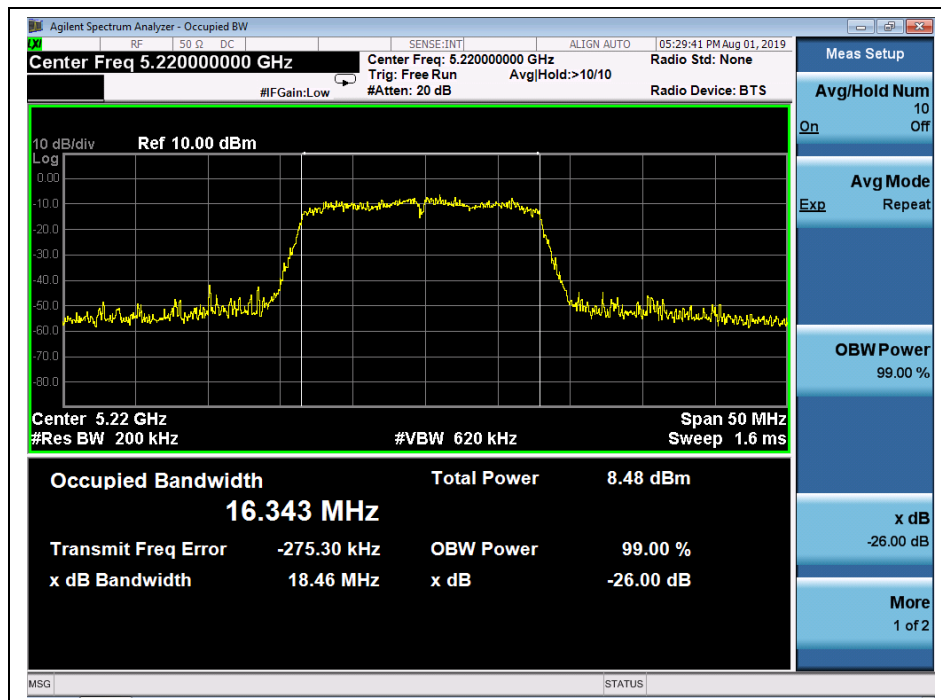 Agilent Spectrum Analyzer - Occupied BW
LXI RF 50 Ω DC SENSE:INT ALIGN AUTO 05:29:41 PM Aug 01, 2019
Center Freq 5.220000000 GHz
Center Freq: 5.220000000 GHz
Radio Std: None
Trig: Free Run Avg|Hold:>10/10
#IFGain:Low #Atten: 20 dB Radio Device: BTS
10 dB/div Ref 10.00 dBm
Log
0.00
-10.0
-20.0
-30.0
-40.0
-50.0
-60.0
-70.0
-80.0
Center 5.22 GHz Span 50 MHz
#Res BW 200 kHz #VBW 620 kHz Sweep 1.6 ms
Occupied Bandwidth Total Power 8.48 dBm
16.343 MHz
Transmit Freq Error -275.30 kHz OBW Power 99.00 %
x dB Bandwidth 18.46 MHz x dB -26.00 dB
MSG STATUS
Meas Setup
Avg/Hold Num
10
On Off
Avg Mode
Exp Repeat
OBW Power
99.00 %
x dB
-26.00 dB
More
1 of 2